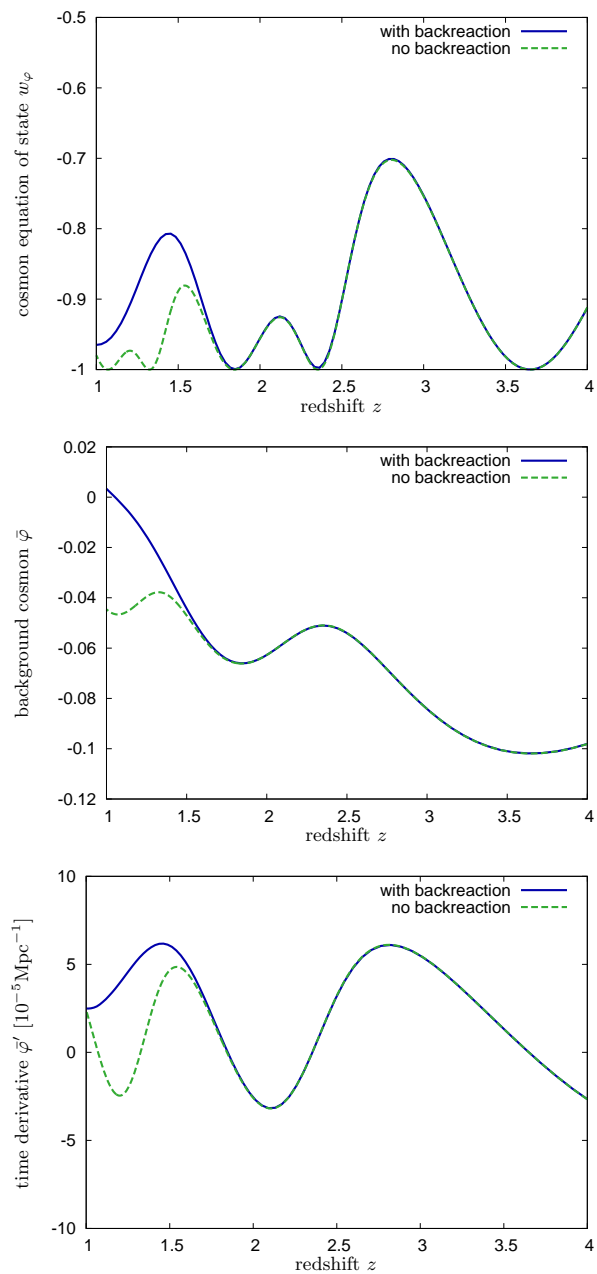 -0.5
-0.6
-0.7
-0.8
-0.9
-1
1 1.5 2 2.5 3 3.5 4
cosmon equation of state wφ
redshift z
with backreaction
no backreaction
0.02
0
-0.02
-0.04
-0.06
-0.08
-0.1
-0.12
1 1.5 2 2.5 3 3.5 4
background cosmon φ̄
redshift z
with backreaction
no backreaction
10
5
0
-5
-10
1 1.5 2 2.5 3 3.5 4
time derivative φ̄′ [10⁻⁵Mpc⁻¹]
redshift z
with backreaction
no backreaction